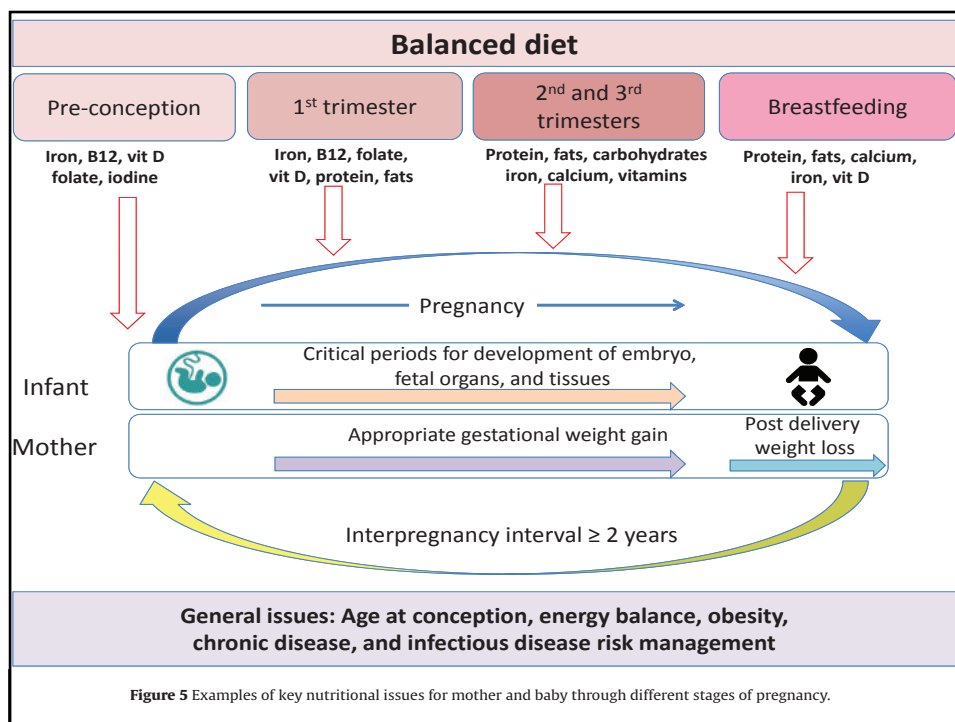 Balanced diet
Pre-conception
1st trimester
2nd and 3rd
trimesters
Breastfeeding
Iron, B12, vit D
folate, iodine
Iron, B12, folate,
vit D, protein, fats
Protein, fats, carbohydrates
iron, calcium, vitamins
Protein, fats, calcium,
iron, vit D
Pregnancy
Infant
Critical periods for development of embryo,
fetal organs, and tissues
Mother
Appropriate gestational weight gain
Post delivery
weight loss
Interpregnancy interval ≥ 2 years
General issues: Age at conception, energy balance, obesity,
chronic disease, and infectious disease risk management
Figure 5 Examples of key nutritional issues for mother and baby through different stages of pregnancy.